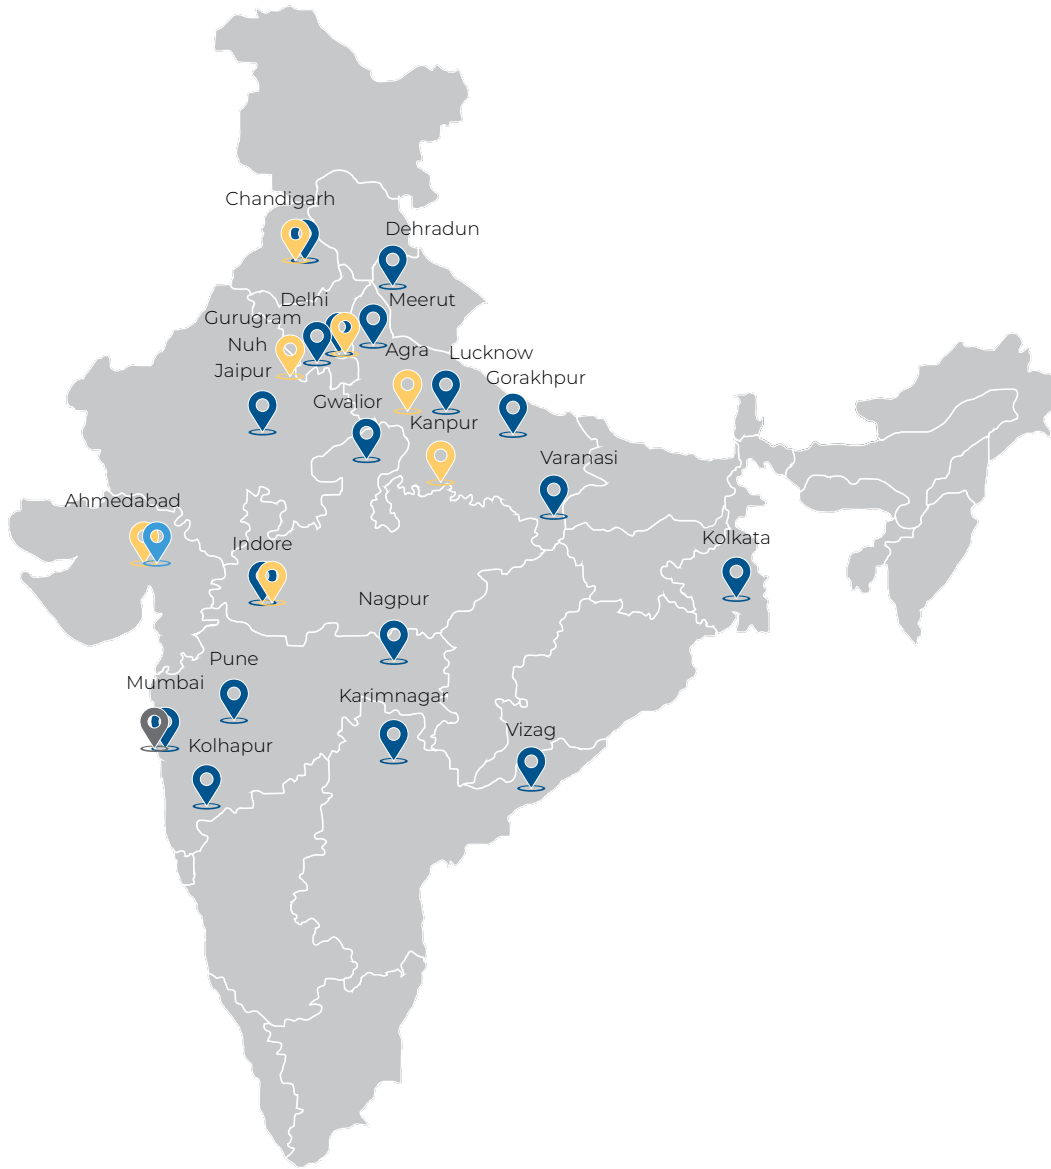 Chandigarh
Dehradun
Delhi
Meerut
Gurugram
Nuh
Agra
Lucknow
Jaipur
Gorakhpur
Gwalior
Kanpur
Varanasi
Ahmedabad
Kolkata
Indore
Nagpur
Pune
Mumbai
Karimnagar
Vizag
Kolhapur